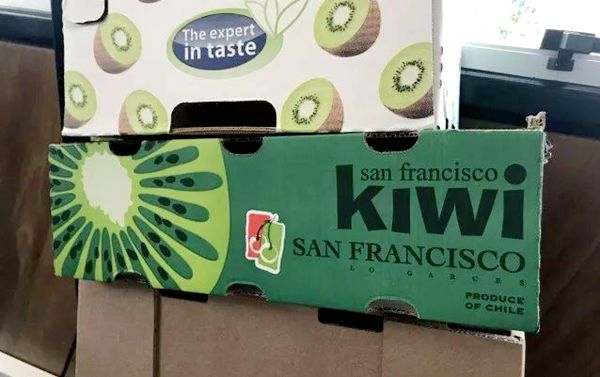 The expert
in taste
san francisco
kiwi
SAN FRANCISCO
LO GARCES
PRODUCE
OF CHILE